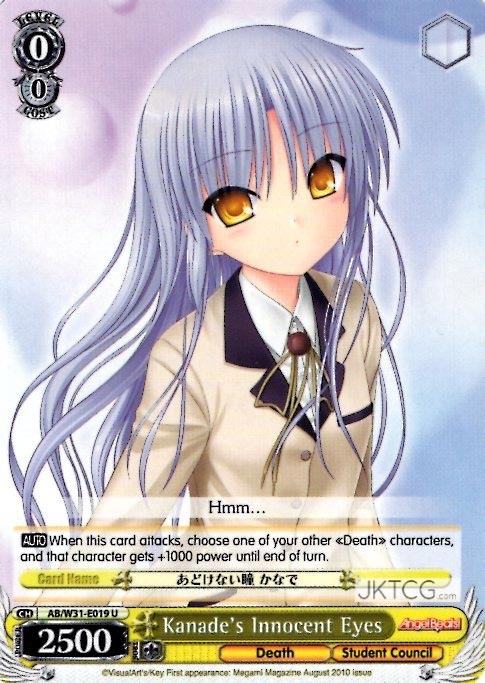 LEVEL
0
0
COST
Hmm...
AUTO When this card attacks, choose one of your other «Death» characters,
and that character gets +1000 power until end of turn.
Card Name
あどけない瞳 かなで
JKTCG.com
CH
AB/W31-E019 U
POWER
2500
SOUL
Kanade's Innocent Eyes
Angel Beats!
Death
Student Council
©VisualArt's/Key First appearance: Megami Magazine August 2010 issue